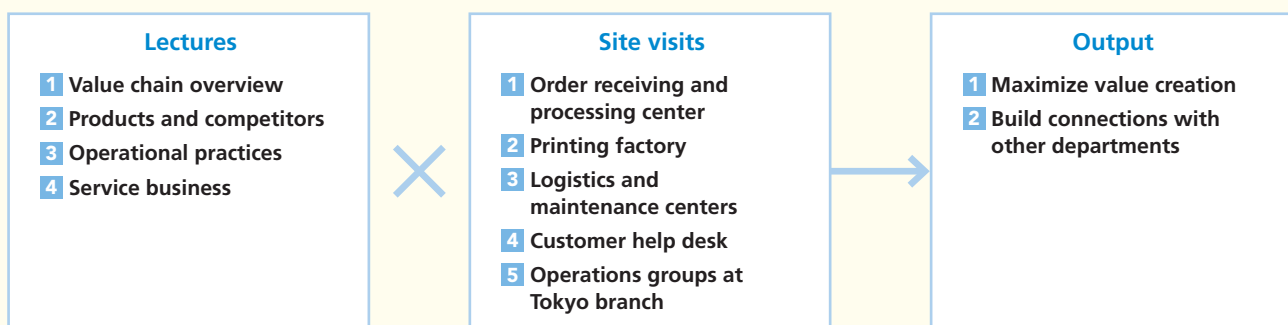 Lectures
1 Value chain overview
2 Products and competitors
3 Operational practices
4 Service business
Site visits
1 Order receiving and
processing center
2 Printing factory
3 Logistics and
maintenance centers
4 Customer help desk
5 Operations groups at
Tokyo branch
Output
1 Maximize value creation
2 Build connections with
other departments